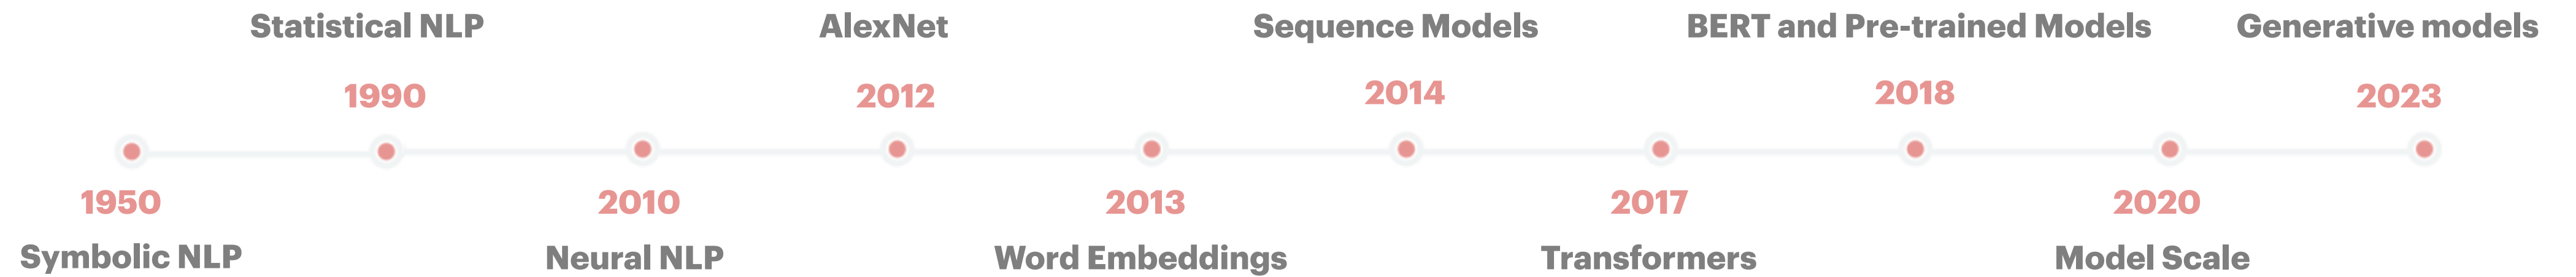 Statistical NLP
AlexNet
Sequence Models
BERT and Pre-trained Models
Generative models
1990
2012
2014
2018
2023
1950
2010
2013
2017
2020
Symbolic NLP
Neural NLP
Word Embeddings
Transformers
Model Scale